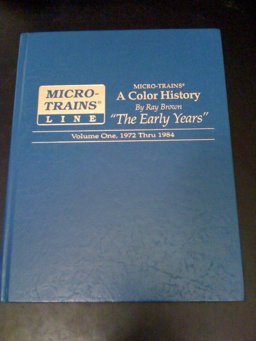 MICRO-
TRAINS®
LINE
MICRO-TRAINS®
A Color History
By Ray Brown
"The Early Years"
Volume One, 1972 Thru 1984